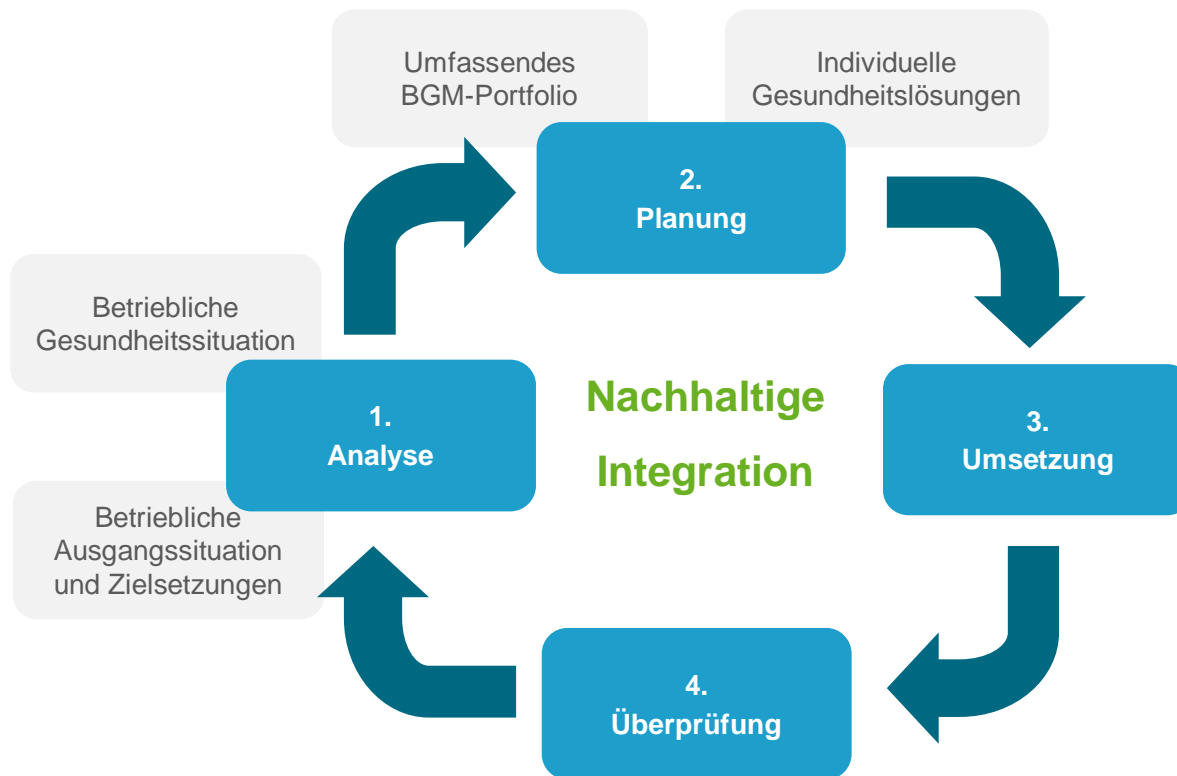 Umfassendes
BGM-Portfolio
Individuelle
Gesundheitslösungen
2.
Planung
Betriebliche
Gesundheitssituation
1.
Analyse
Nachhaltige
Integration
3.
Umsetzung
Betriebliche
Ausgangssituation
und Zielsetzungen
4.
Überprüfung